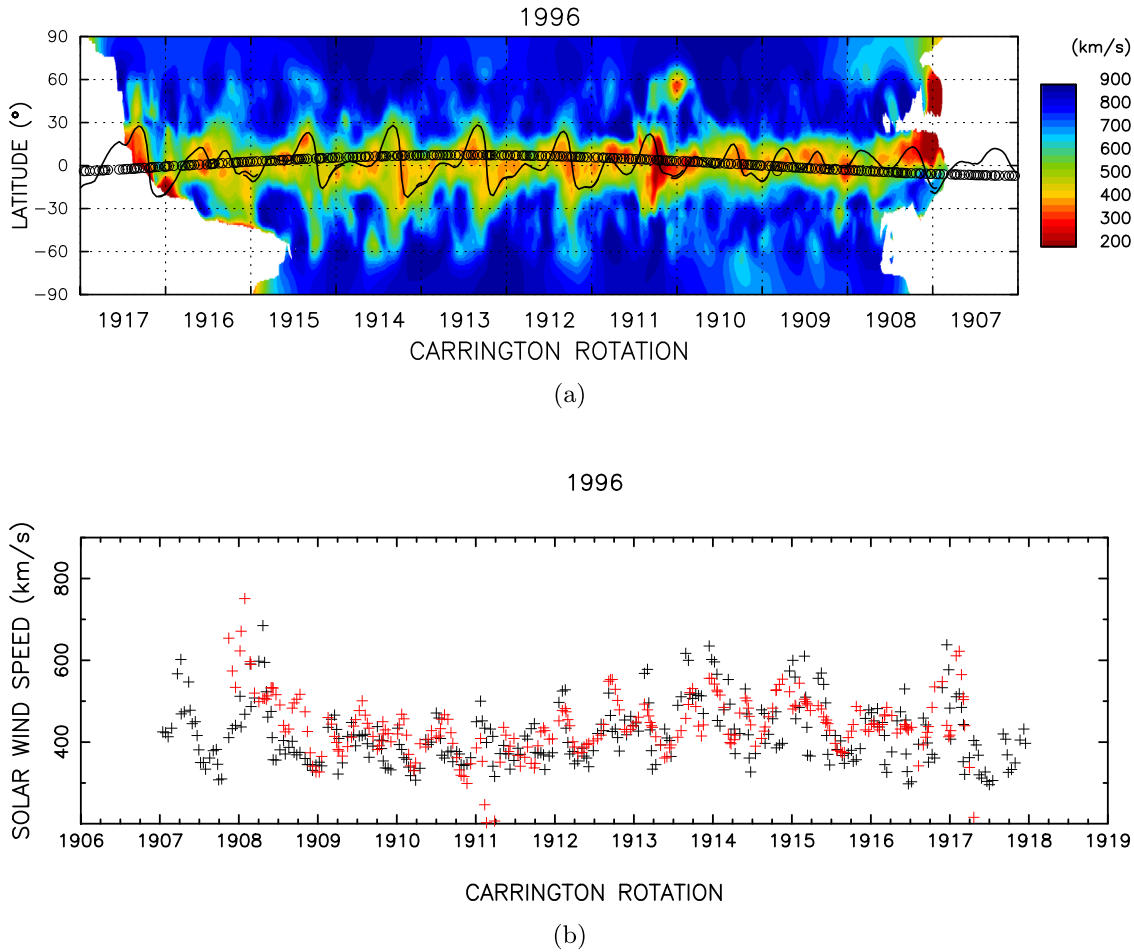 1996
(km/s)
90
60
30
0
−30
−60
−90
LATITUDE (°)
900
800
700
600
500
400
300
200
1917 1916 1915 1914 1913 1912 1911 1910 1909 1908 1907
CARRINGTON ROTATION
(a)
1996
SOLAR WIND SPEED (km/s)
800
600
400
1906 1907 1908 1909 1910 1911 1912 1913 1914 1915 1916 1917 1918 1919
CARRINGTON ROTATION
(b)